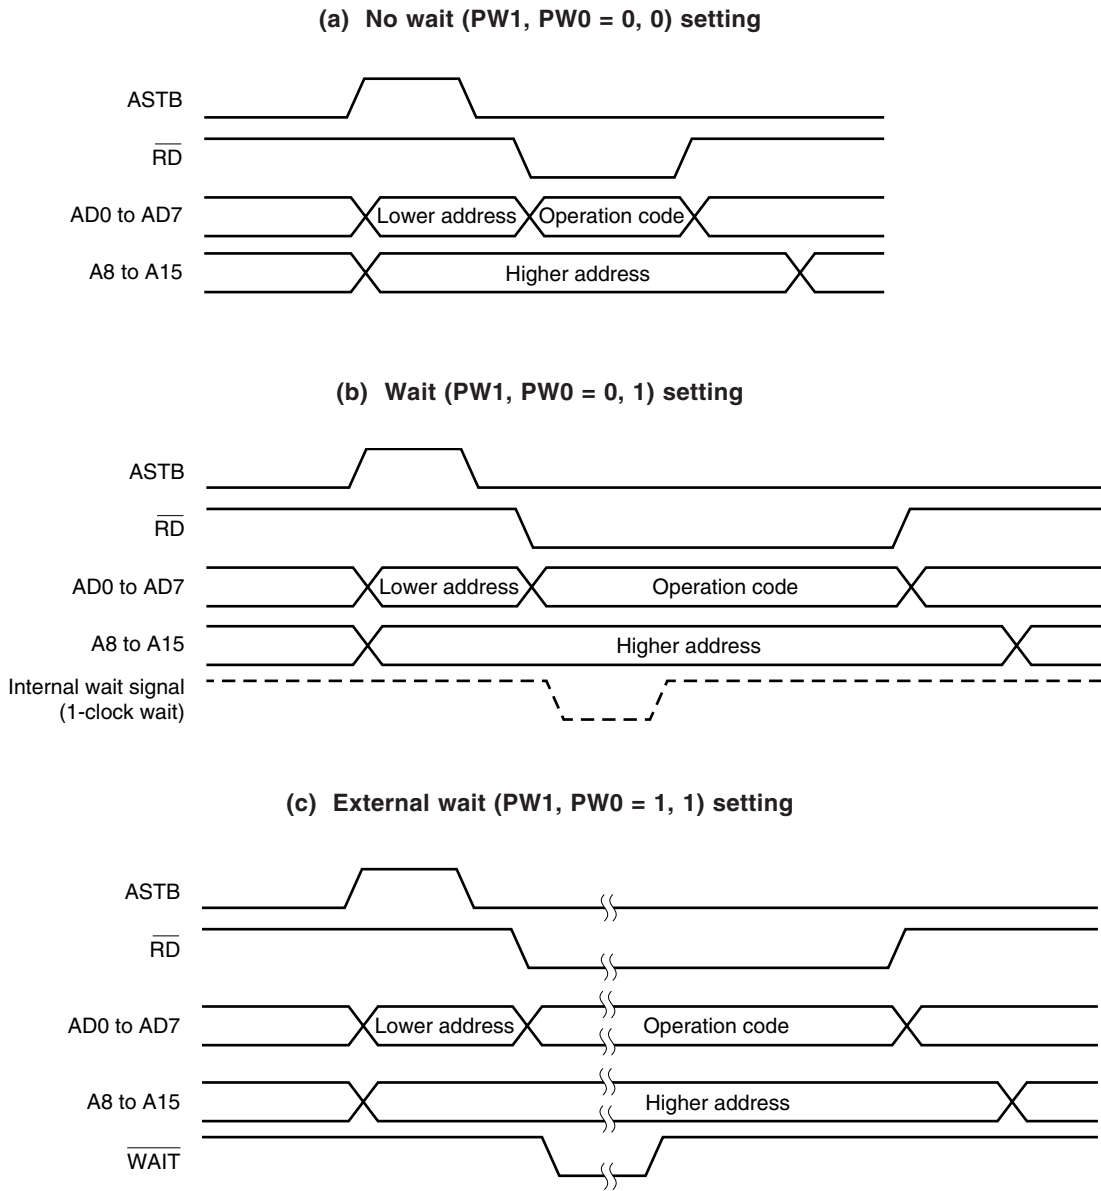 (a) No wait (PW1, PW0 = 0, 0) setting
ASTB
RD
AD0 to AD7
Lower address
Operation code
A8 to A15
Higher address
(b) Wait (PW1, PW0 = 0, 1) setting
ASTB
RD
AD0 to AD7
Lower address
Operation code
A8 to A15
Higher address
Internal wait signal
(1-clock wait)
(c) External wait (PW1, PW0 = 1, 1) setting
ASTB
RD
AD0 to AD7
Lower address
Operation code
A8 to A15
Higher address
WAIT